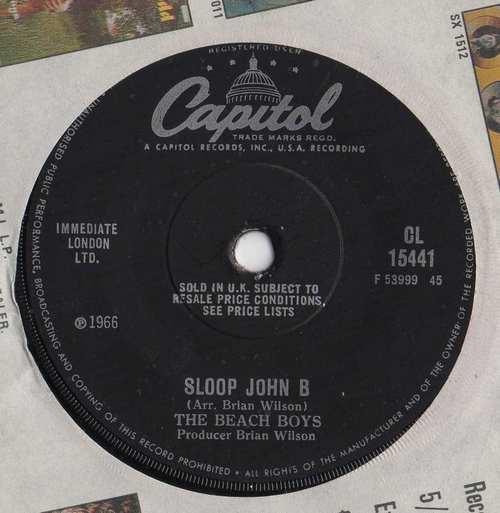 REGISTERED USER
Capitol
TRADE MARKS REGD.
A CAPITOL RECORDS, INC., U.S.A. RECORDING
IMMEDIATE
LONDON
LTD.
CL
15441
F 53999 45
SOLD IN U.K. SUBJECT TO
RESALE PRICE CONDITIONS,
SEE PRICE LISTS
℗ 1966
SLOOP JOHN B
(Arr. Brian Wilson)
THE BEACH BOYS
Producer Brian Wilson
ALL RIGHTS OF THE MANUFACTURER AND OF THE OWNER OF THE RECORDED WORK
UNAUTHORISED PUBLIC PERFORMANCE, BROADCASTING AND COPYING OF THIS RECORD PROHIBITED •
SX 1512
011
M.I. L.P.
5/